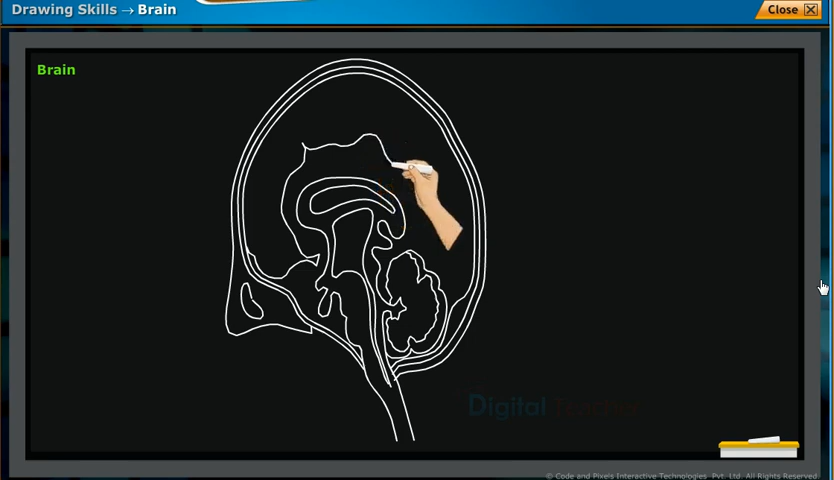 Drawing Skills → Brain
Close
Brain
Digital Teacher
© Code and Pixels Interactive Technologies Pvt. Ltd. All Rights Reserved